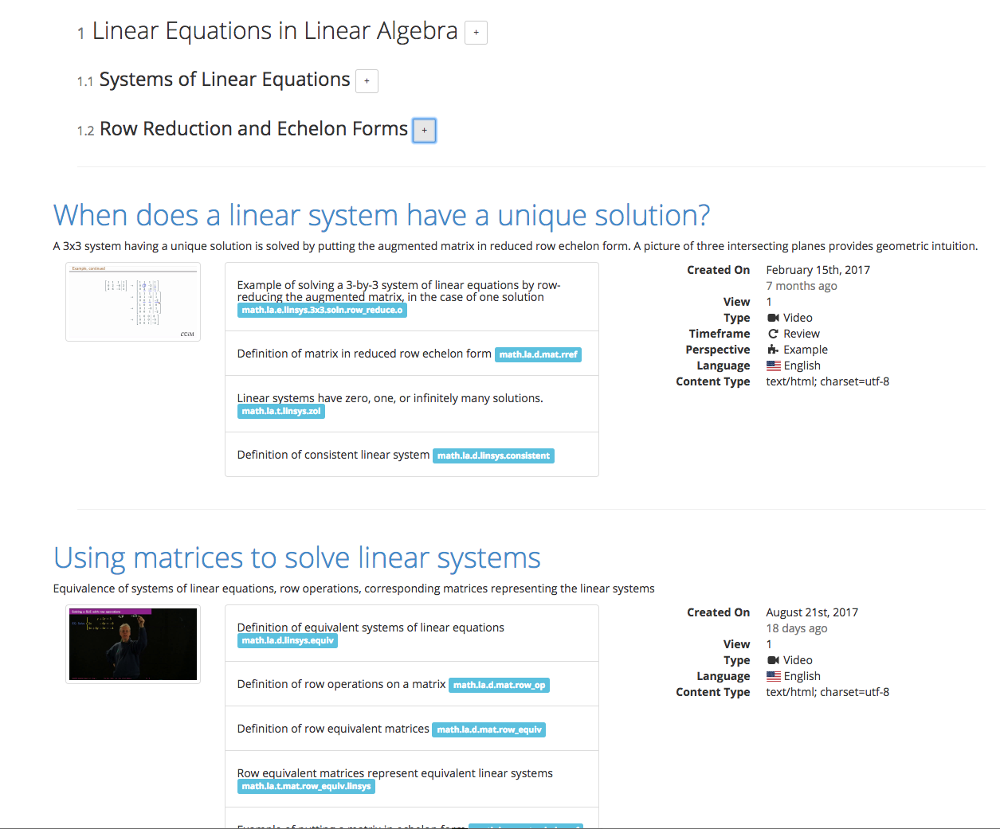 1 Linear Equations in Linear Algebra +
1.1 Systems of Linear Equations +
1.2 Row Reduction and Echelon Forms +
When does a linear system have a unique solution?
A 3x3 system having a unique solution is solved by putting the augmented matrix in reduced row echelon form. A picture of three intersecting planes provides geometric intuition.
Example, continued
CCiM
Example of solving a 3-by-3 system of linear equations by row-
reducing the augmented matrix, in the case of one solution
math.la.e.linsys.3x3.soln.row_reduce.o
Definition of matrix in reduced row echelon form math.la.d.mat.rref
Linear systems have zero, one, or infinitely many solutions.
math.la.t.linsys.zoi
Definition of consistent linear system math.la.d.linsys.consistent
Created On February 15th, 2017
7 months ago
View 1
Type Video
Timeframe Review
Perspective Example
Language English
Content Type text/html; charset=utf-8
Using matrices to solve linear systems
Equivalence of systems of linear equations, row operations, corresponding matrices representing the linear systems
Solving a SLE with row operations
Definition of equivalent systems of linear equations
math.la.d.linsys.equiv
Definition of row operations on a matrix math.la.d.mat.row_op
Definition of row equivalent matrices math.la.d.mat.row_equiv
Row equivalent matrices represent equivalent linear systems
math.la.t.mat.row_equiv.linsys
Example of putting a matrix in echelon form
Created On August 21st, 2017
18 days ago
View 1
Type Video
Language English
Content Type text/html; charset=utf-8